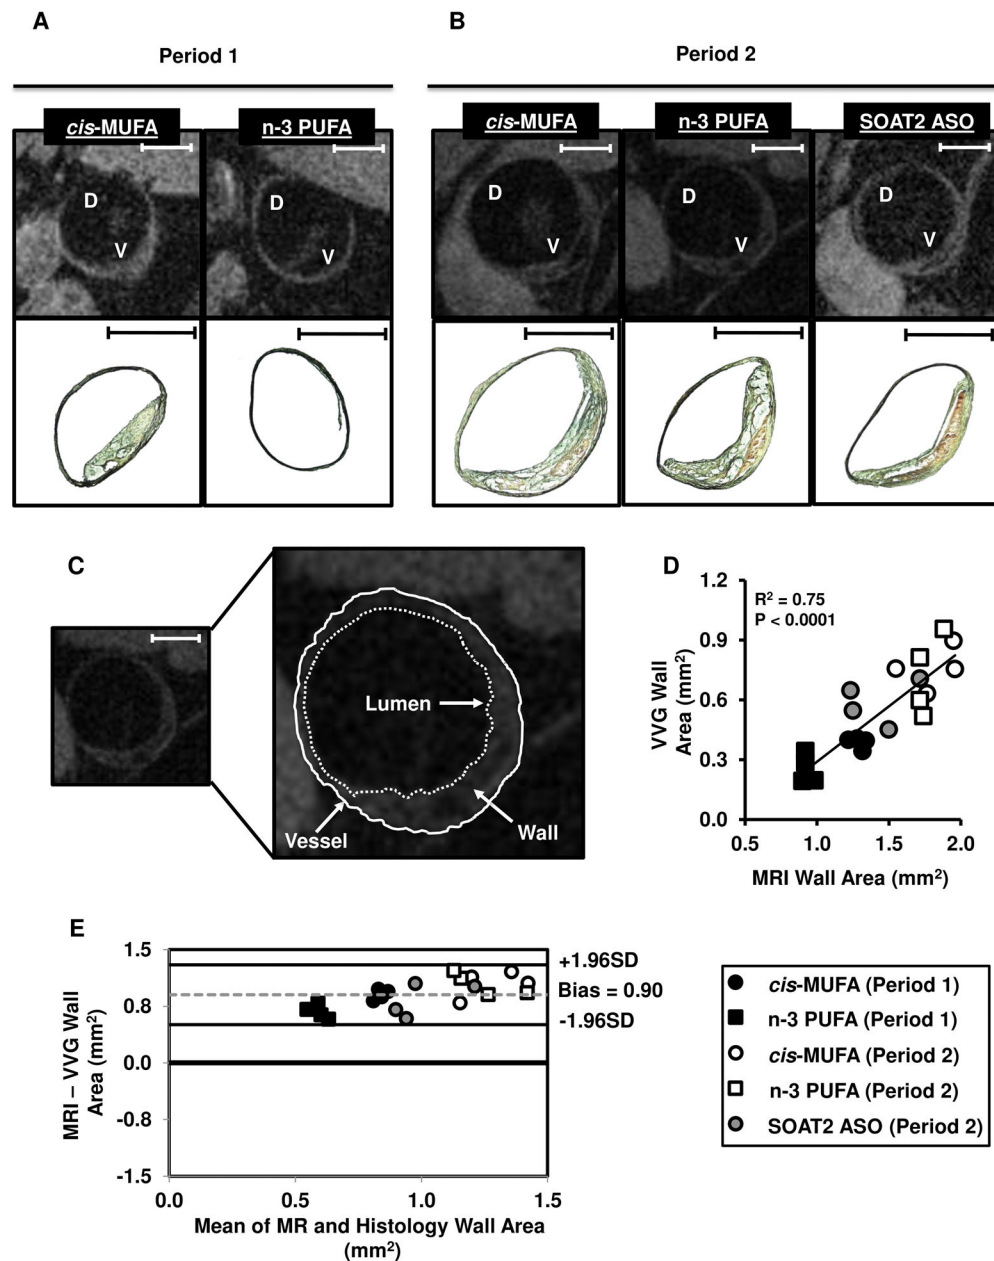 A
B
Period 1
Period 2
cis-MUFA
n-3 PUFA
cis-MUFA
n-3 PUFA
SOAT2 ASO
D
V
D
V
D
V
D
V
D
V
C
Lumen
Vessel
Wall
D
1.2
0.9
0.6
0.3
0.0
R² = 0.75
P < 0.0001
VVG Wall
Area (mm²)
0.5
1.0
1.5
2.0
MRI Wall Area (mm²)
E
1.5
0.8
0.0
-0.8
-1.5
MRI – VVG Wall
Area (mm²)
+1.96SD
Bias = 0.90
-1.96SD
0.0
0.5
1.0
1.5
Mean of MR and Histology Wall Area
(mm²)
cis-MUFA (Period 1)
n-3 PUFA (Period 1)
cis-MUFA (Period 2)
n-3 PUFA (Period 2)
SOAT2 ASO (Period 2)